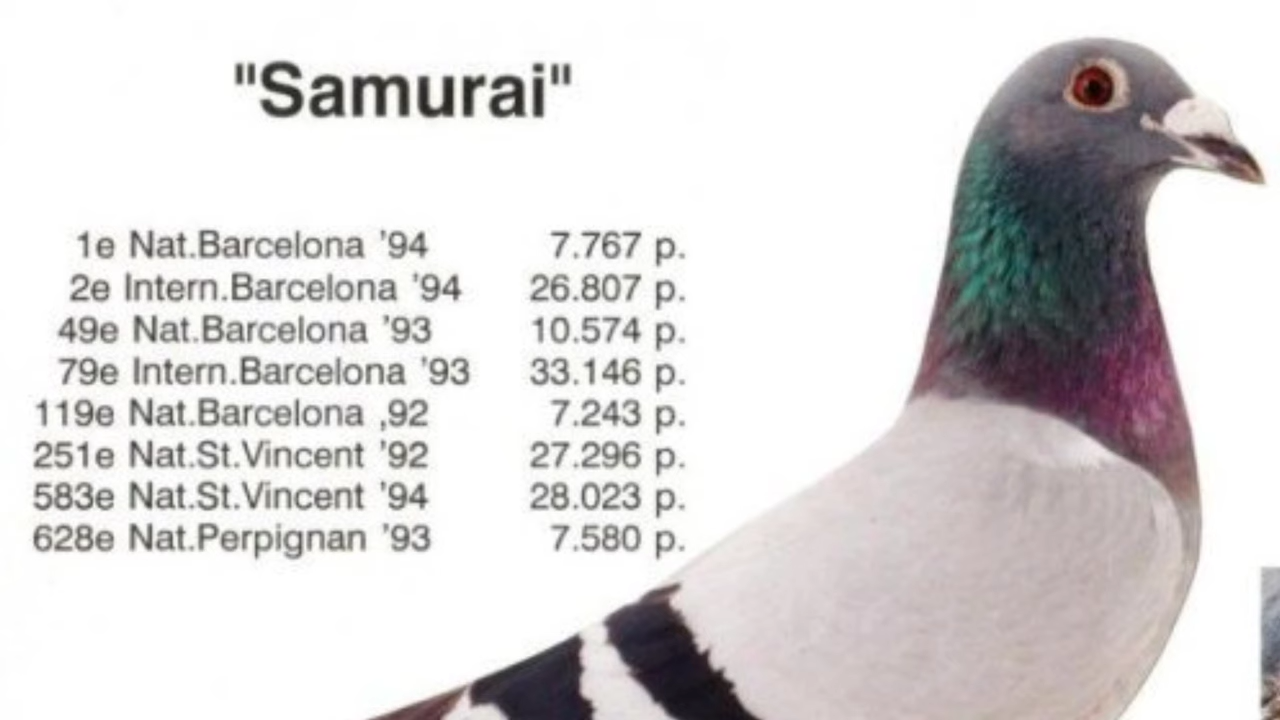 "Samurai"
1e Nat.Barcelona '94 7.767 p.
2e Intern.Barcelona '94 26.807 p.
49e Nat.Barcelona '93 10.574 p.
79e Intern.Barcelona '93 33.146 p.
119e Nat.Barcelona ,92 7.243 p.
251e Nat.St.Vincent '92 27.296 p.
583e Nat.St.Vincent '94 28.023 p.
628e Nat.Perpignan '93 7.580 p.